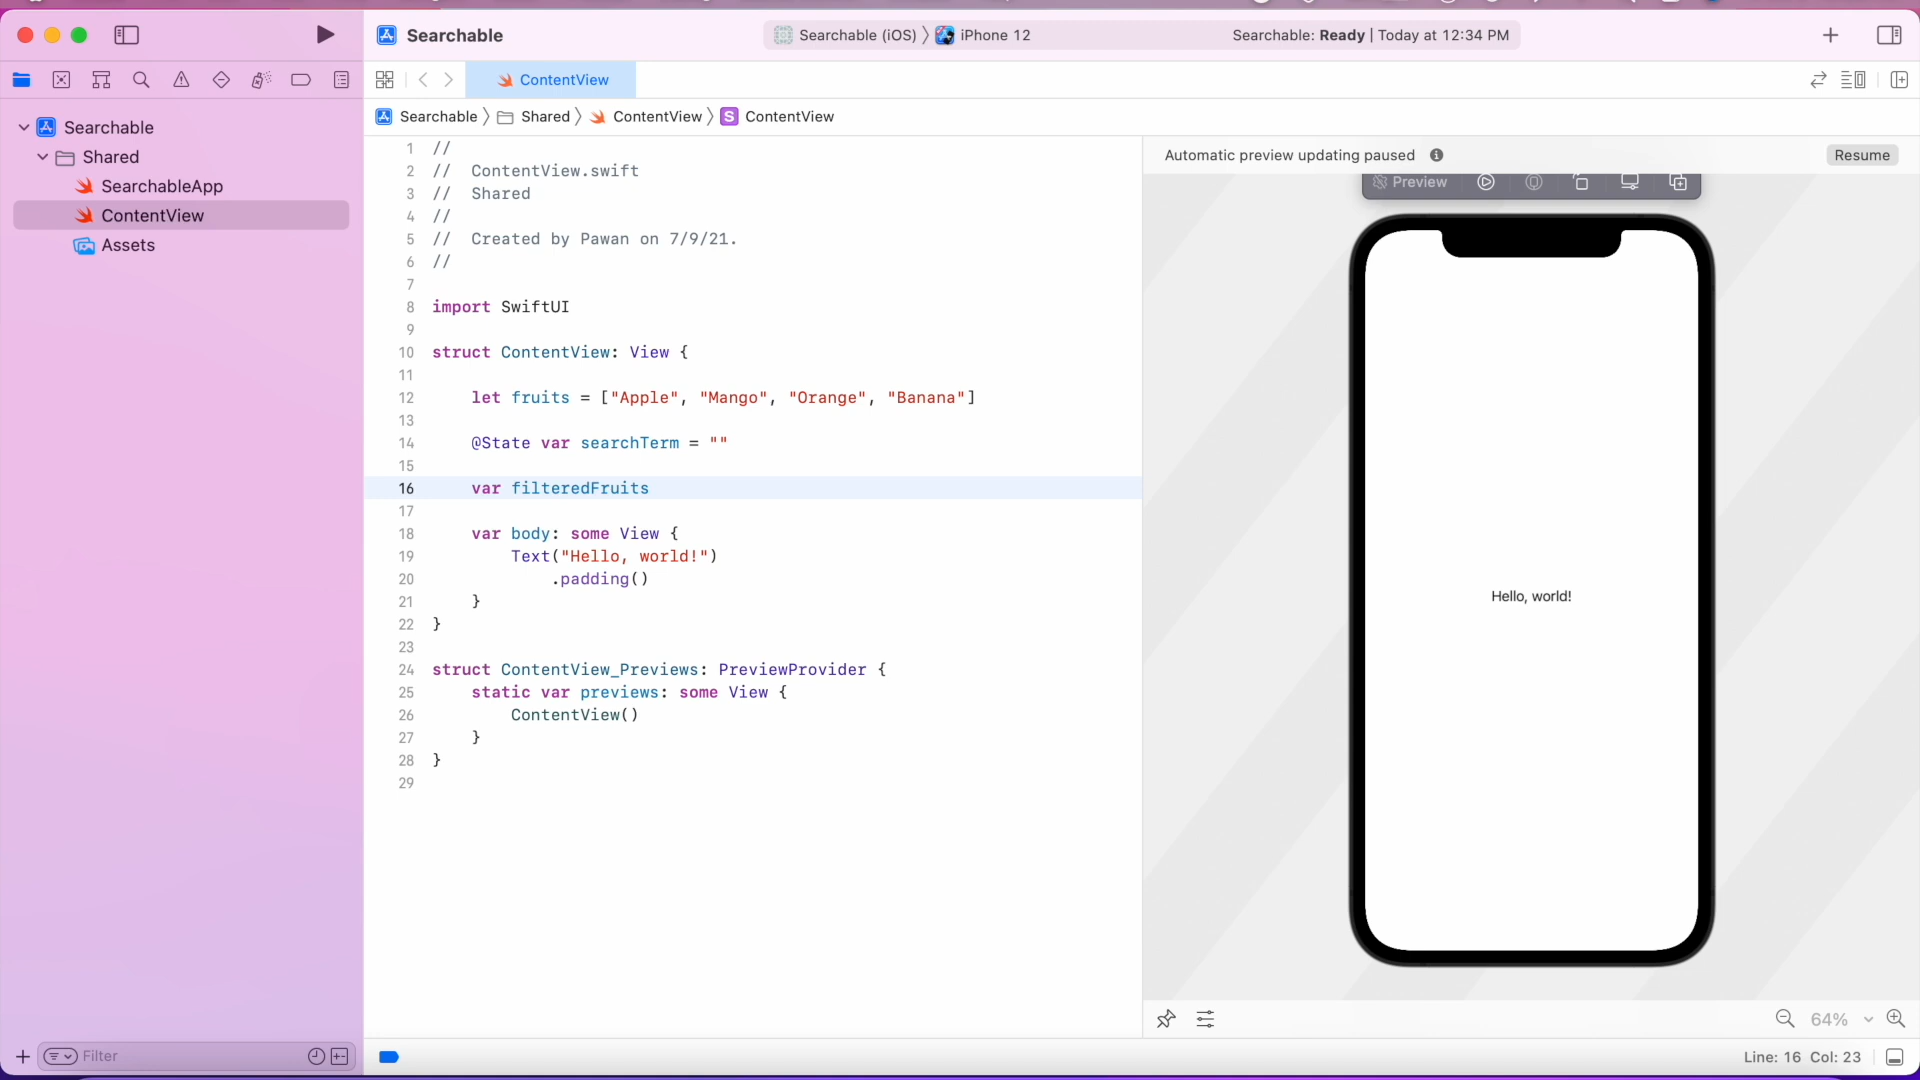 Searchable
Searchable (iOS) 〉 iPhone 12
Searchable: Ready | Today at 12:34 PM
ContentView
Searchable 〉 Shared 〉 ContentView 〉 S ContentView
Searchable
Shared
SearchableApp
ContentView
Assets
Filter
1 //
2 //  ContentView.swift
3 //  Shared
4 //
5 //  Created by Pawan on 7/9/21.
6 //
7
8 import SwiftUI
9
10 struct ContentView: View {
11
12     let fruits = ["Apple", "Mango", "Orange", "Banana"]
13
14     @State var searchTerm = ""
15
16     var filteredFruits
17
18     var body: some View {
19         Text("Hello, world!")
20             .padding()
21     }
22 }
23
24 struct ContentView_Previews: PreviewProvider {
25     static var previews: some View {
26         ContentView()
27     }
28 }
29
Automatic preview updating paused
Resume
Preview
Hello, world!
64%
Line: 16 Col: 23